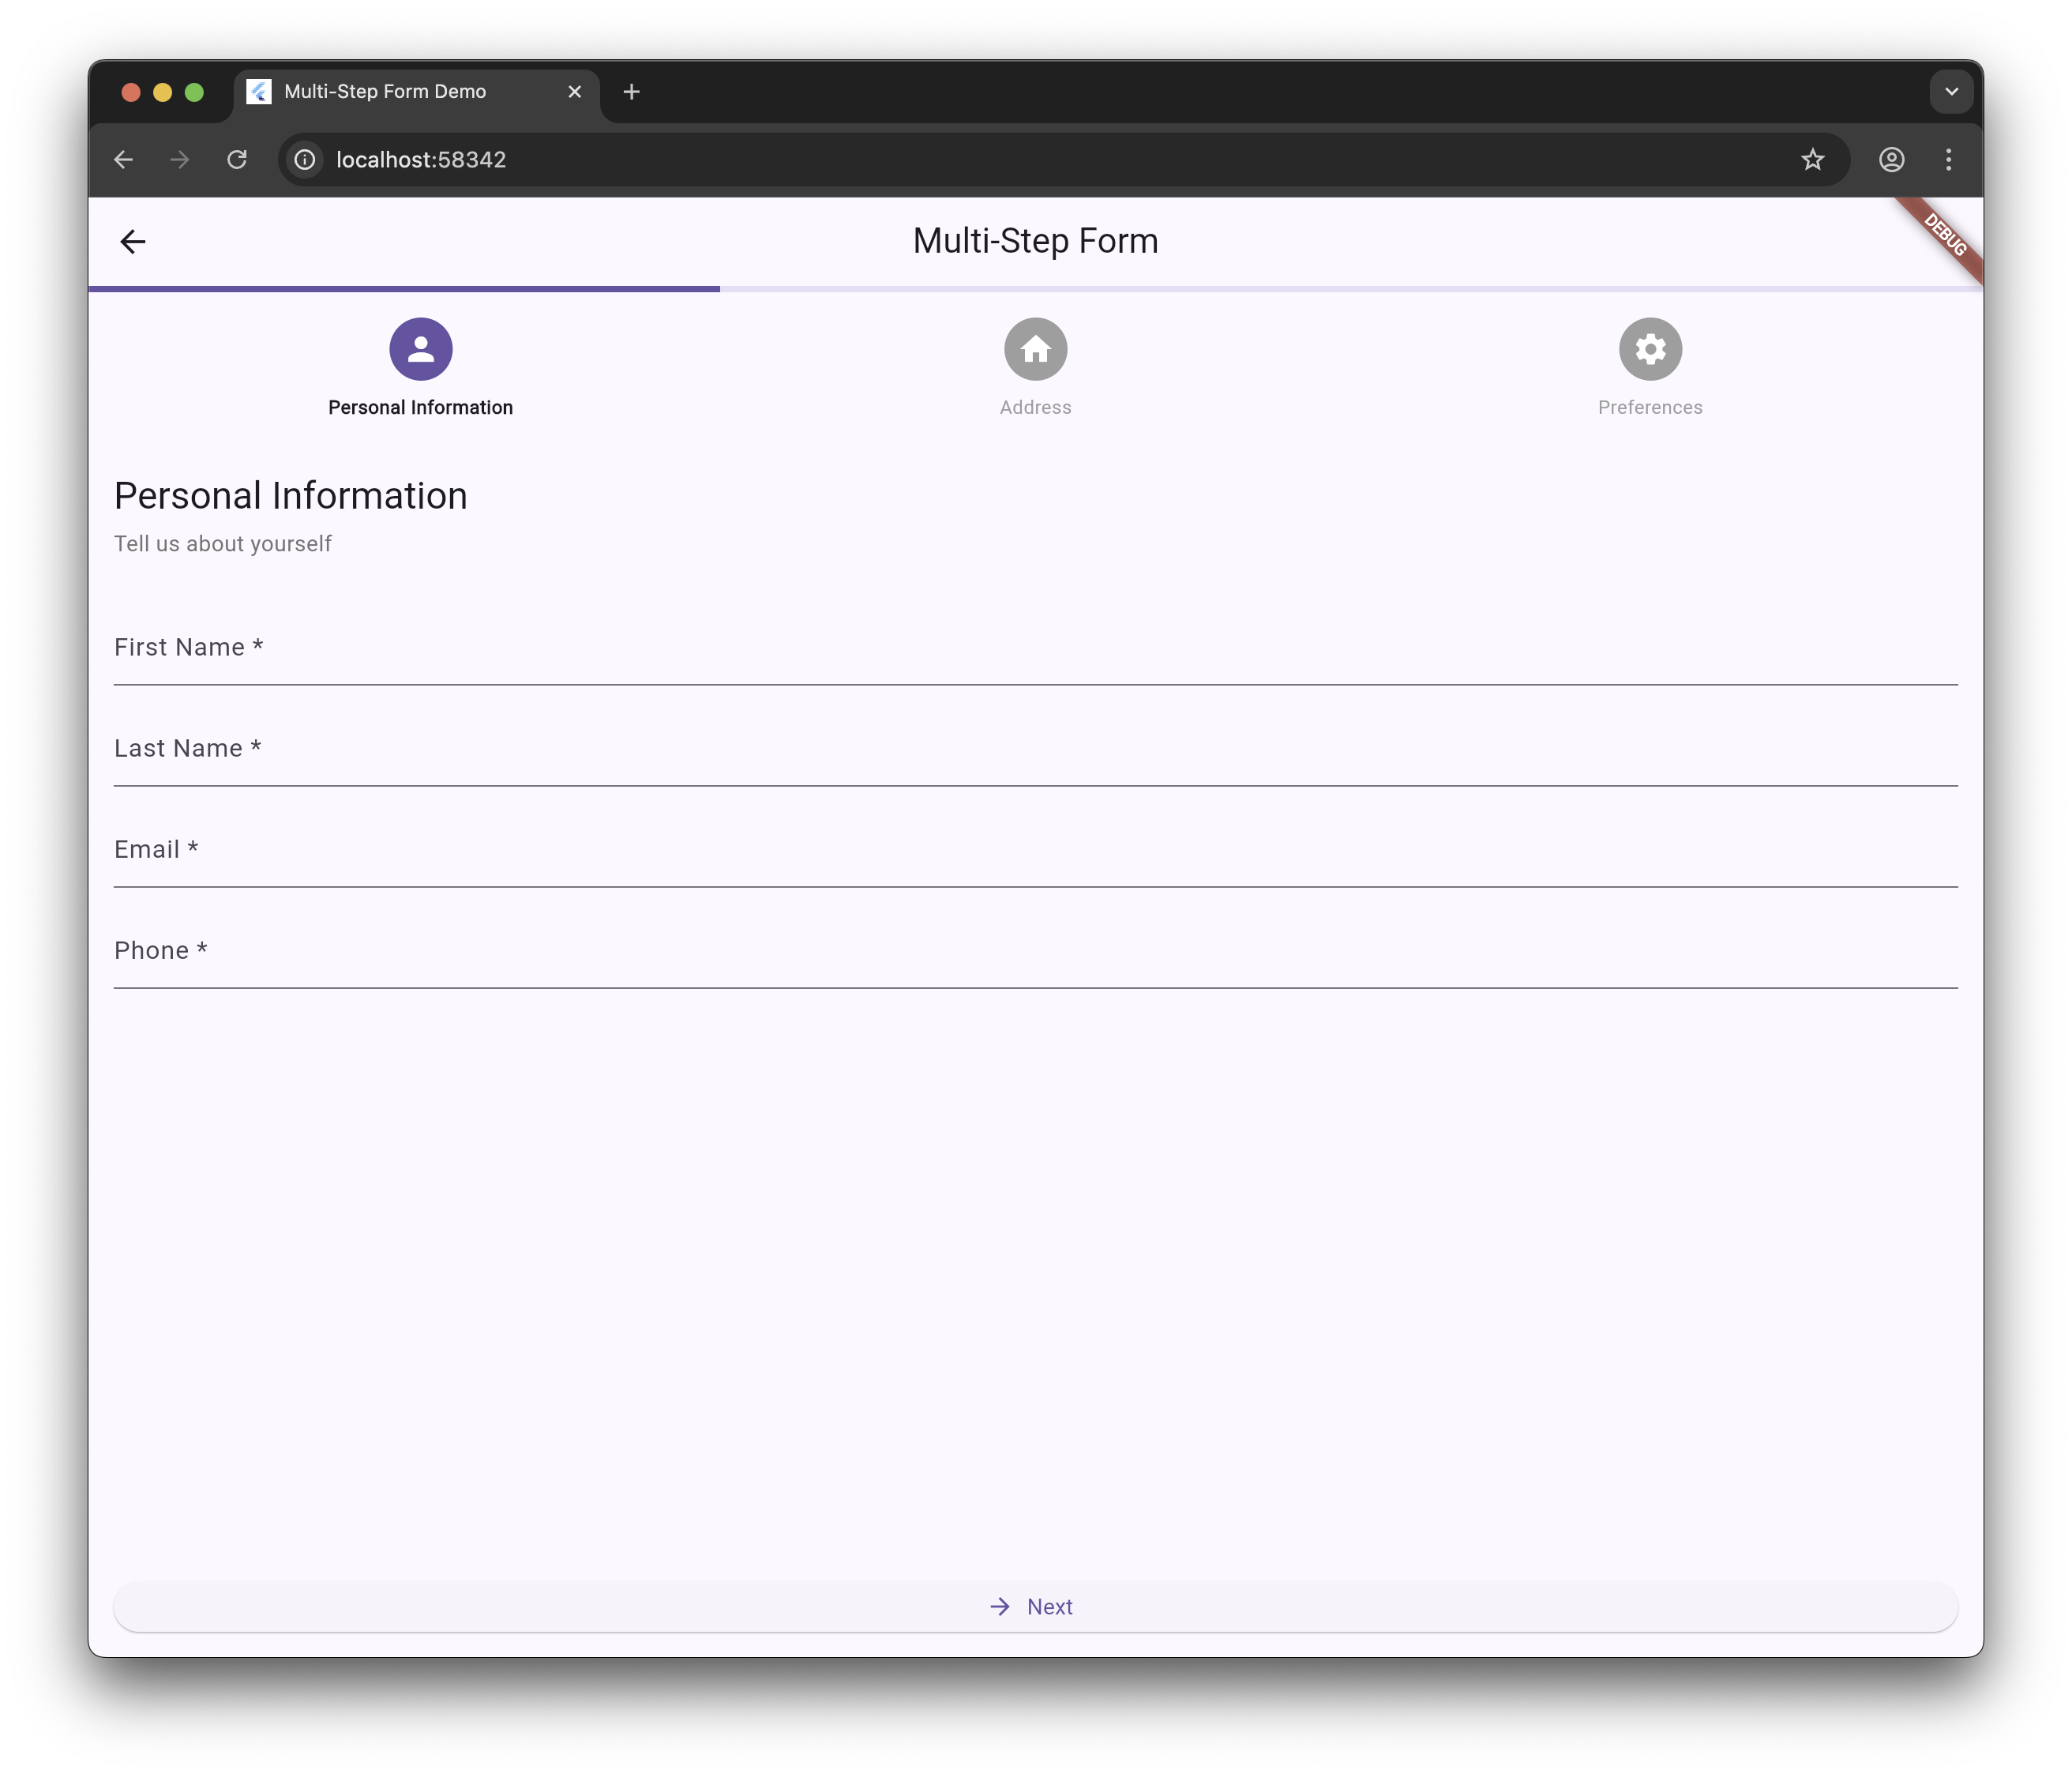 Multi-Step Form Demo
localhost:58342
Multi-Step Form
DEBUG
Personal Information
Address
Preferences
Personal Information
Tell us about yourself
First Name *
Last Name *
Email *
Phone *
Next